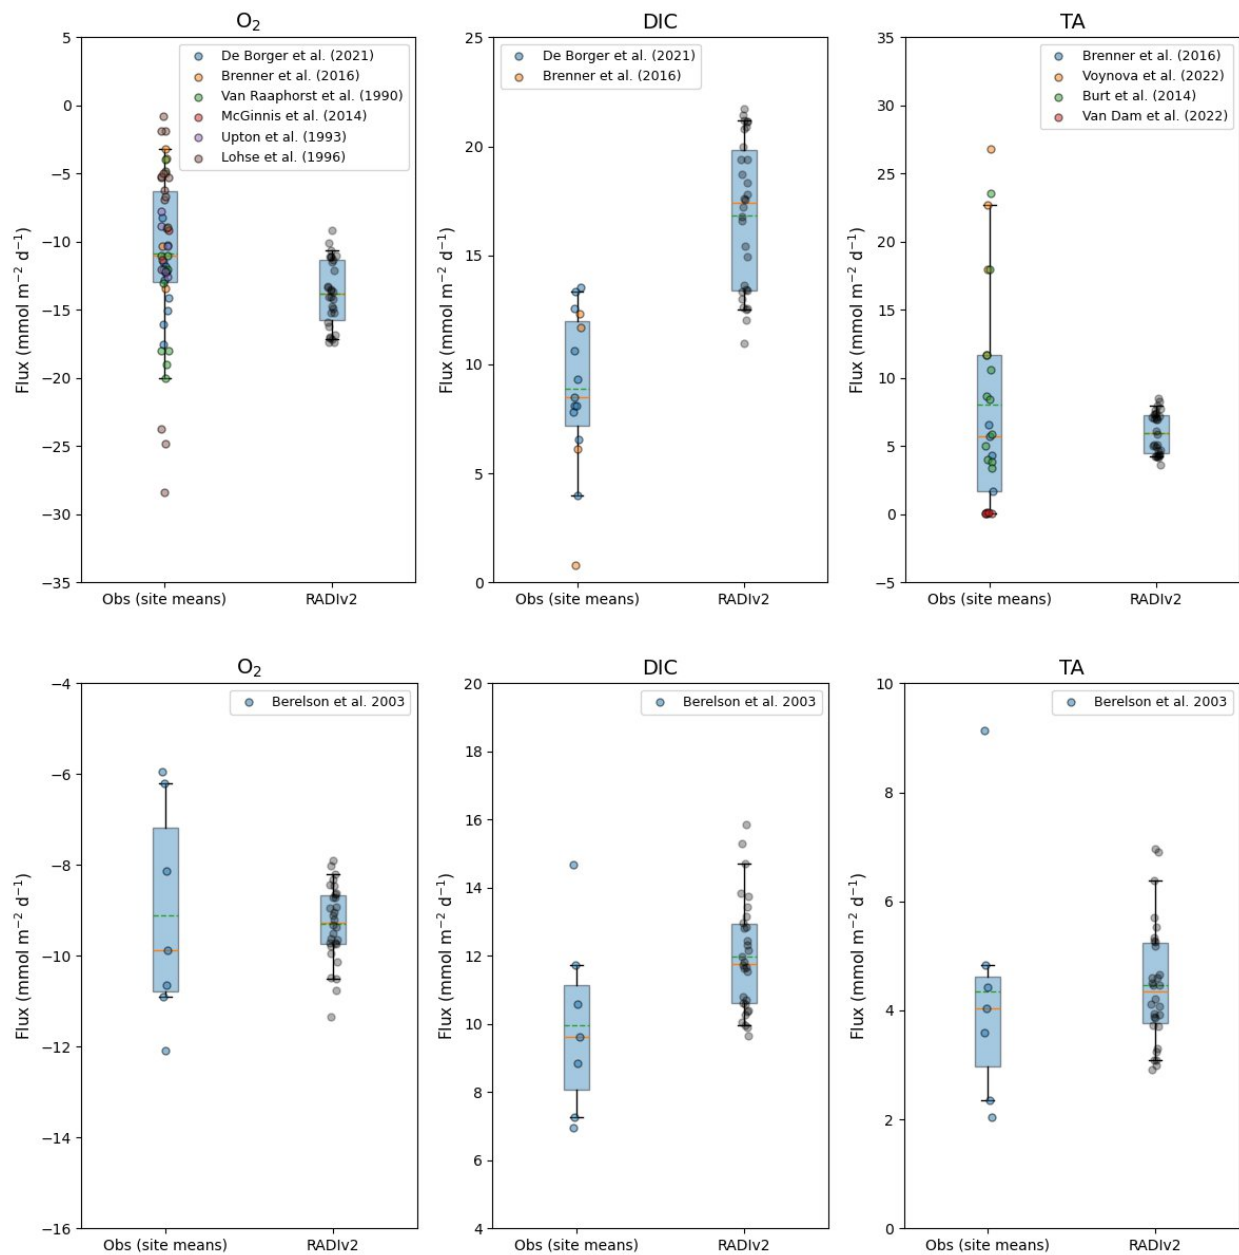 O₂
5
0
−5
−10
−15
−20
−25
−30
−35
Flux (mmol m⁻² d⁻¹)
De Borger et al. (2021)
Brenner et al. (2016)
Van Raaphorst et al. (1990)
McGinnis et al. (2014)
Upton et al. (1993)
Lohse et al. (1996)
Obs (site means)
RADIv2
DIC
25
20
15
10
5
0
Flux (mmol m⁻² d⁻¹)
De Borger et al. (2021)
Brenner et al. (2016)
Obs (site means)
RADIv2
TA
35
30
25
20
15
10
5
0
−5
Flux (mmol m⁻² d⁻¹)
Brenner et al. (2016)
Voynova et al. (2022)
Burt et al. (2014)
Van Dam et al. (2022)
Obs (site means)
RADIv2
O₂
−4
−6
−8
−10
−12
−14
−16
Flux (mmol m⁻² d⁻¹)
Berelson et al. 2003
Obs (site means)
RADIv2
DIC
20
18
16
14
12
10
8
6
4
Flux (mmol m⁻² d⁻¹)
Berelson et al. 2003
Obs (site means)
RADIv2
TA
10
8
6
4
2
0
Flux (mmol m⁻² d⁻¹)
Berelson et al. 2003
Obs (site means)
RADIv2